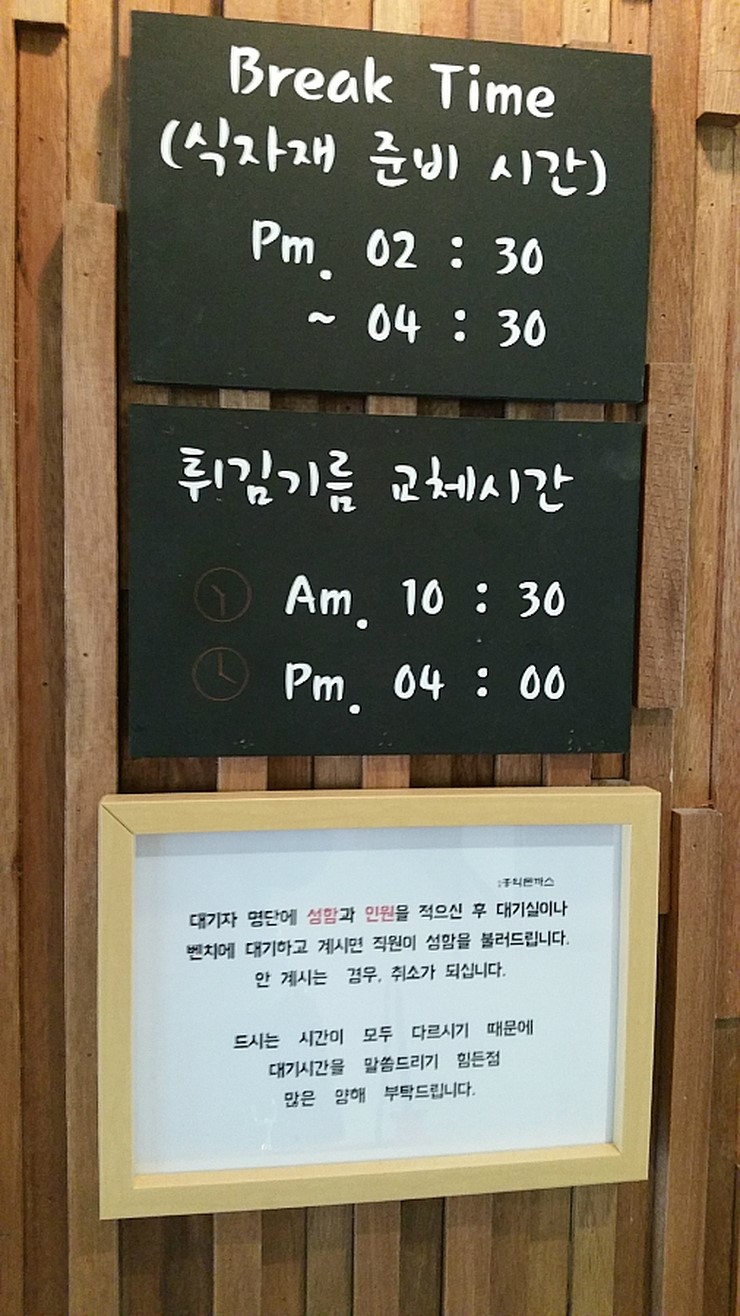 Break Time
(식자재 준비 시간)
Pm. 02 : 30
~ 04 : 30
튀김기름 교체시간
Am. 10 : 30
Pm. 04 : 00
대기자 명단에 성함과 인원을 적으신 후 대기실이나
벤치에 대기하고 계시면 직원이 성함을 불러드립니다.
안 계시는 경우, 취소가 되십니다.
드시는 시간이 모두 다르시기 때문에
대기시간을 말씀드리기 힘든점
많은 양해 부탁드립니다.